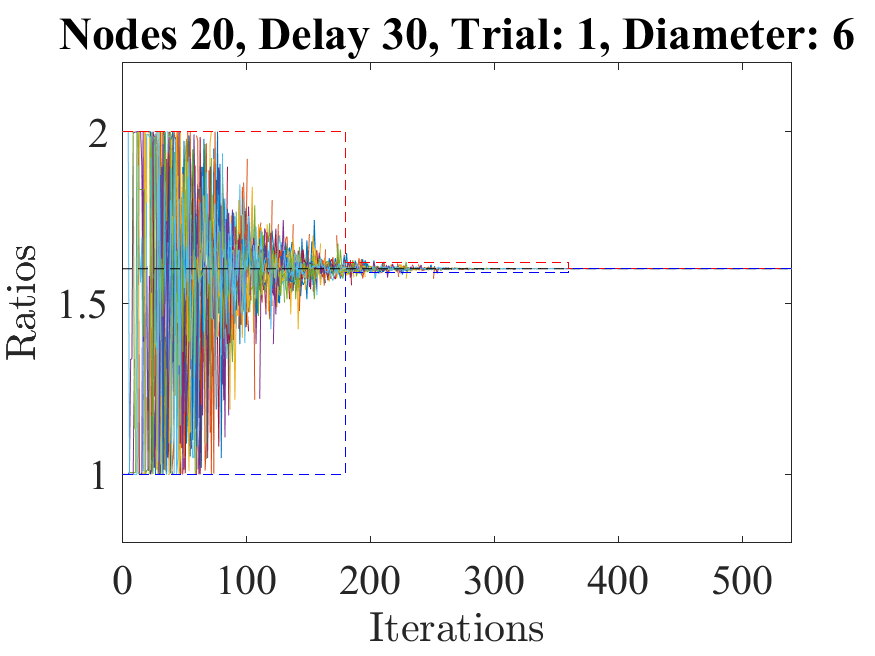 Nodes 20, Delay 30, Trial: 1, Diameter: 6
2
1.5
1
Ratios
0 100 200 300 400 500
Iterations